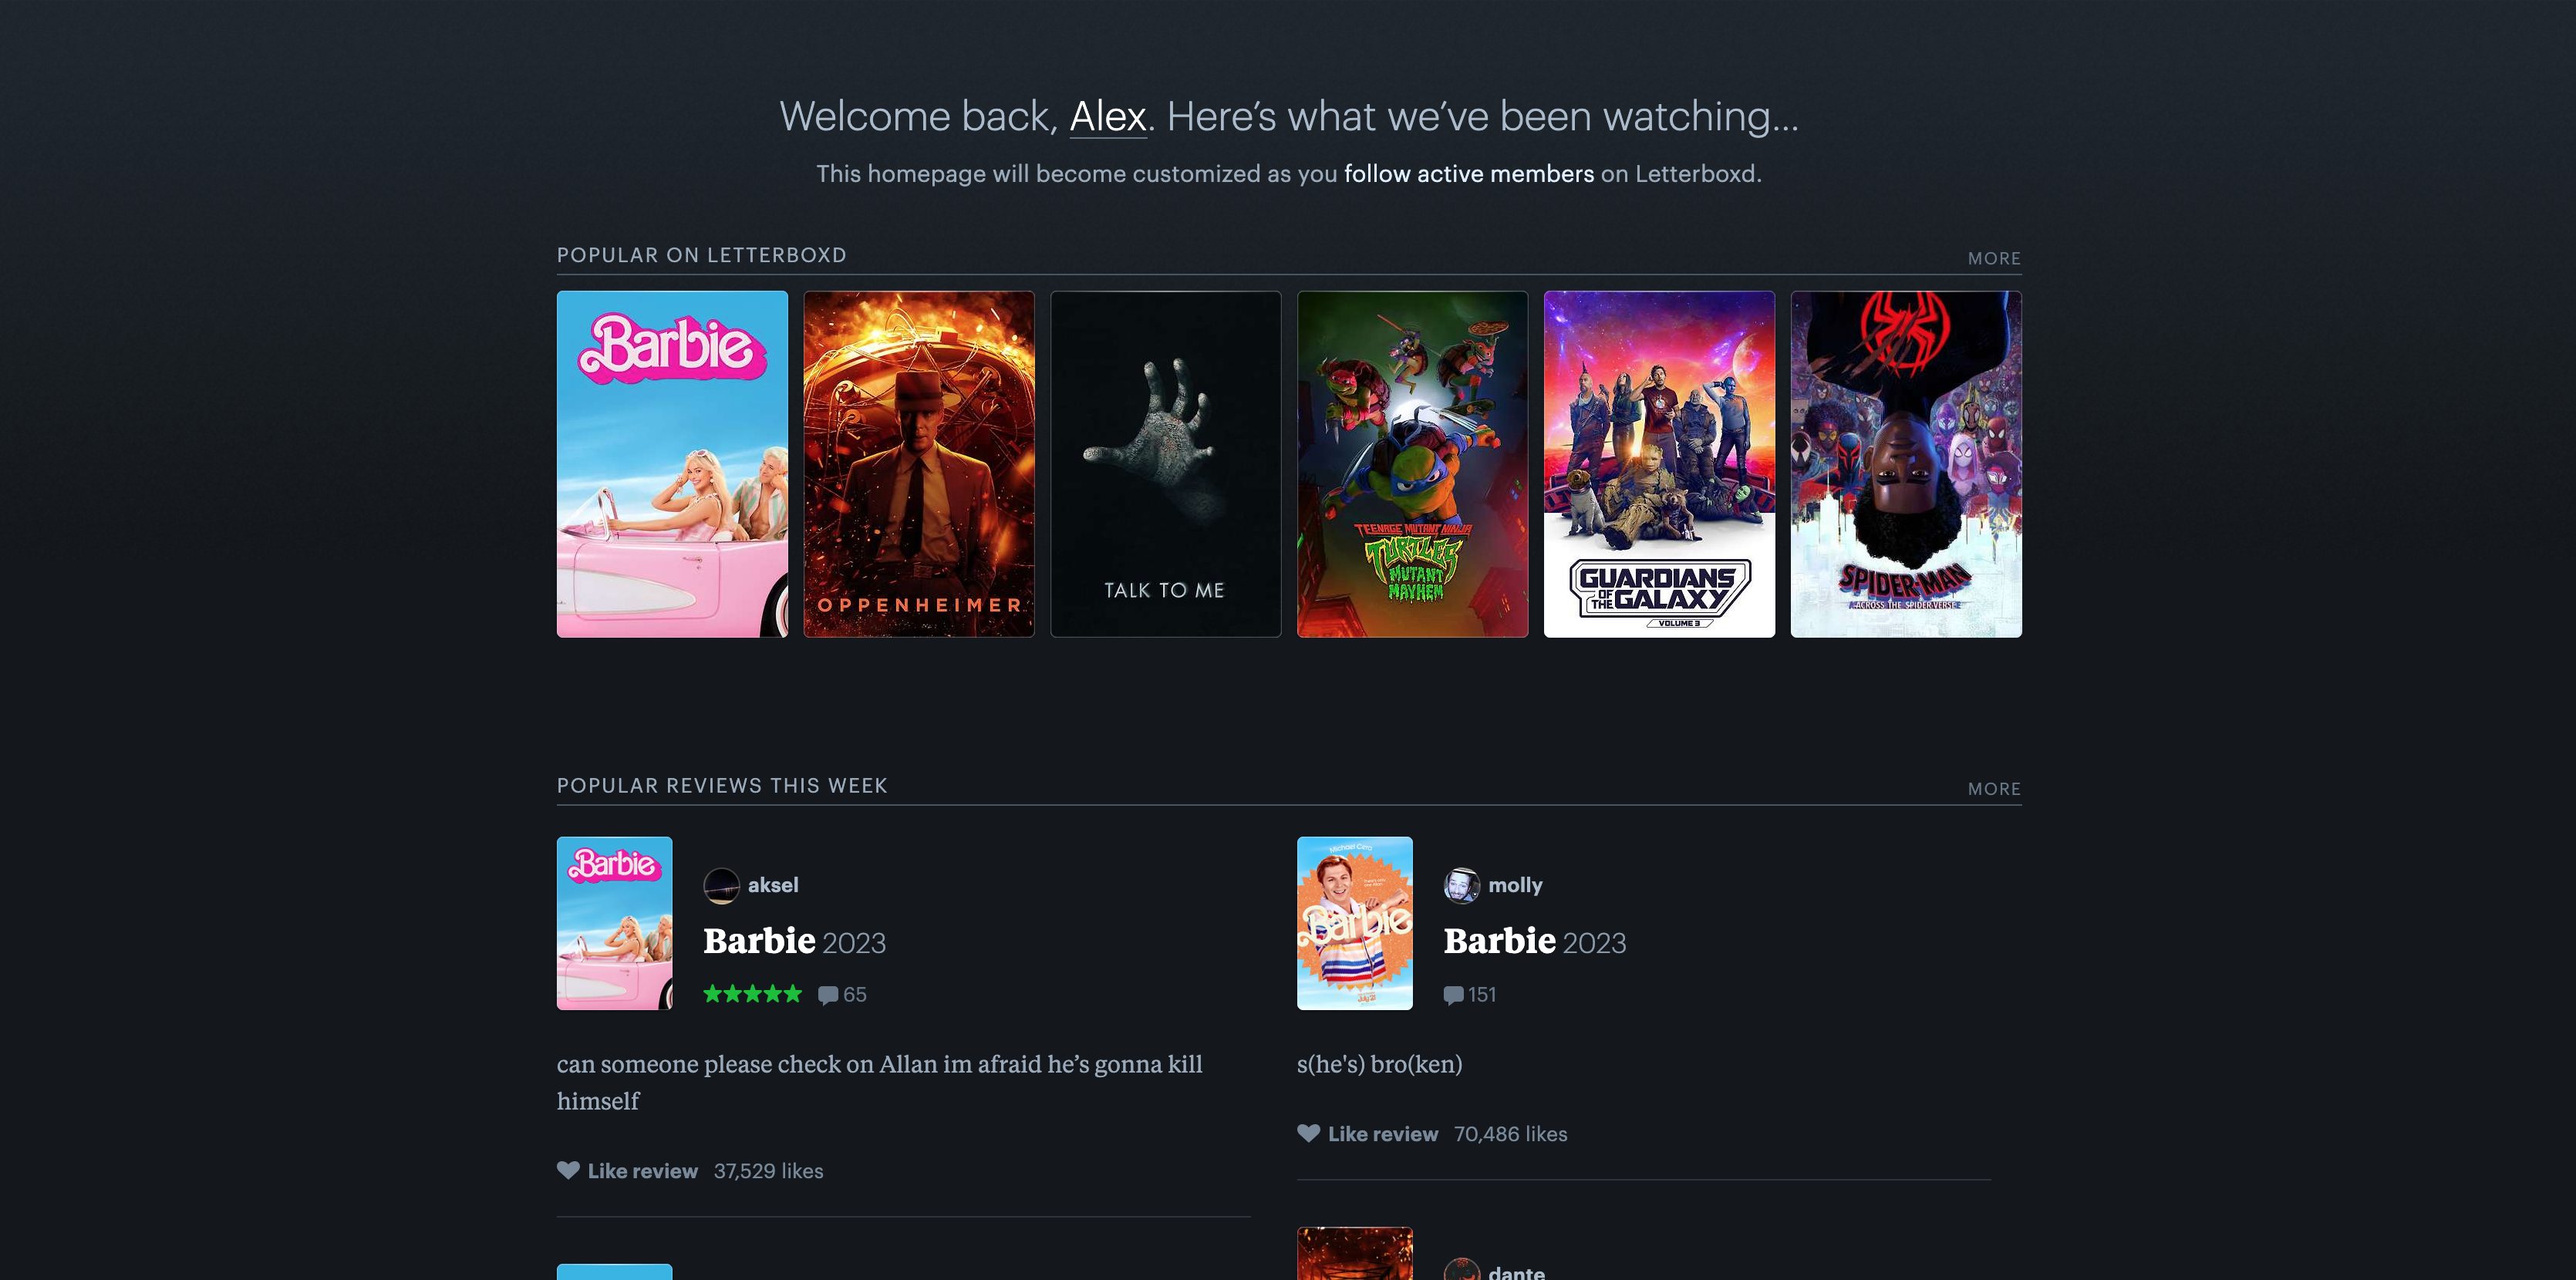 Welcome back, Alex. Here’s what we’ve been watching…
This homepage will become customized as you follow active members on Letterboxd.
POPULAR ON LETTERBOXD
MORE
Barbie
OPPENHEIMER
TALK TO ME
TEENAGE MUTANT NINJA
TURTLES
MUTANT
MAYHEM
GUARDIANS
OF THE GALAXY
VOLUME 3
SPIDER-MAN
ACROSS THE SPIDER-VERSE
POPULAR REVIEWS THIS WEEK
MORE
Barbie
aksel
Barbie 2023
★★★★★ 65
can someone please check on Allan im afraid he’s gonna kill
himself
Like review 37,529 likes
Michael Cera
Barbie
molly
Barbie 2023
151
s(he's) bro(ken)
Like review 70,486 likes
dante